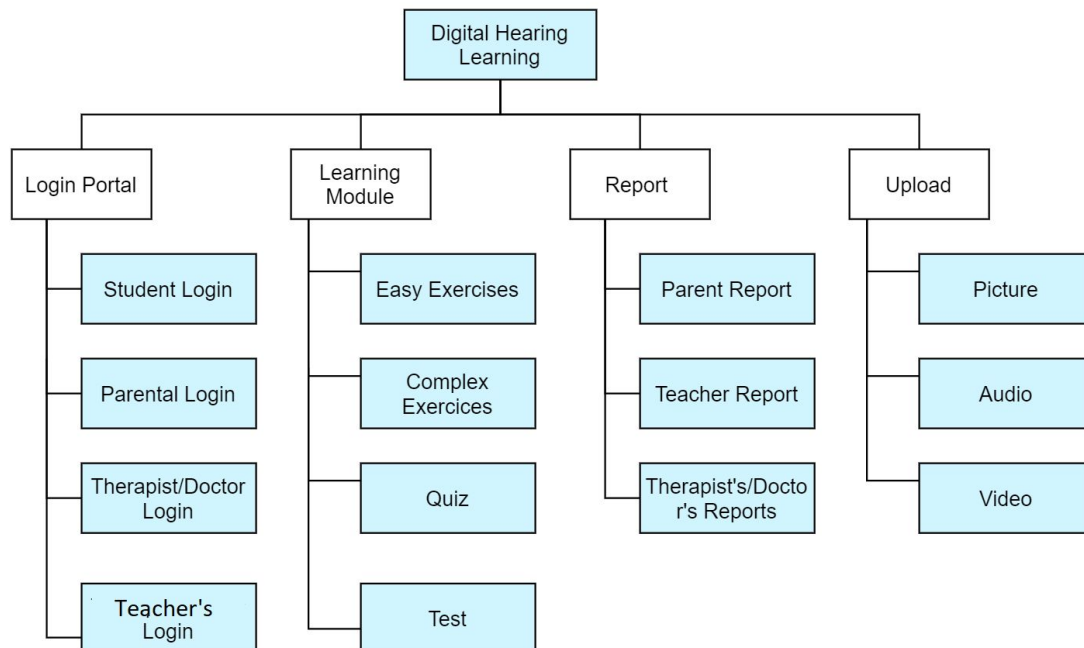 Digital Hearing
Learning
Login Portal
Learning
Module
Report
Upload
Student Login
Easy Exercises
Parent Report
Picture
Parental Login
Complex
Exercices
Teacher Report
Audio
Therapist/Doctor
Login
Quiz
Therapist's/Docto
r's Reports
Video
Teacher's
Login
Test